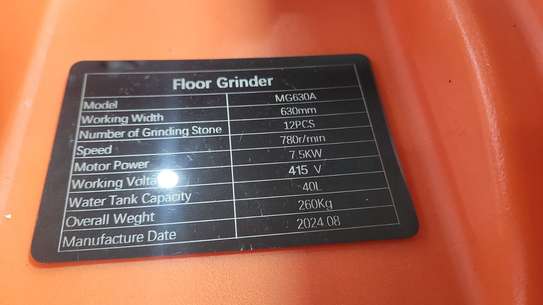 Floor Grinder
Model MG630A
Working Width 630mm
Number of Grinding Stone 12PCS
Speed 780r/min
Motor Power 7.5KW
Working Voltage 415 V
Water Tank Capacity 40L
Overall Weght 260Kg
Manufacture Date 2024.08